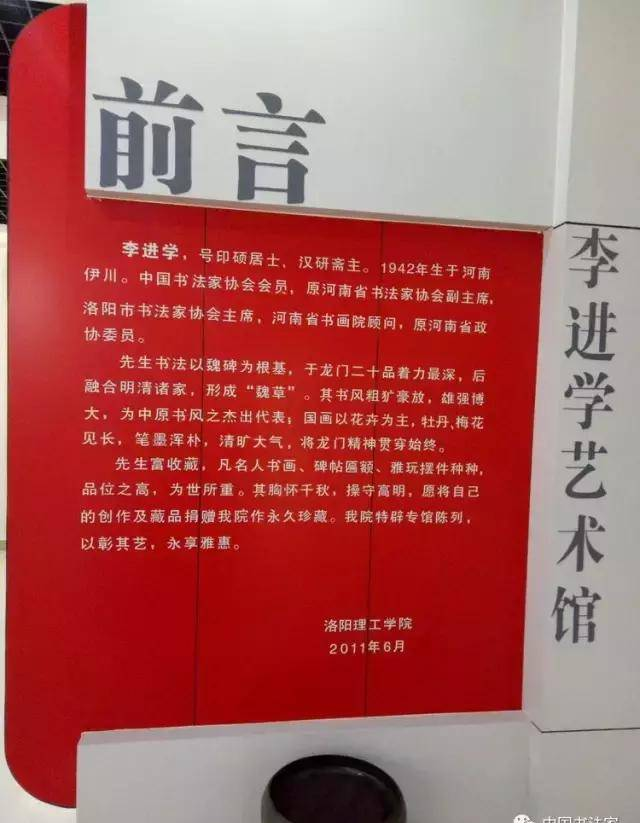 前言
李进学，号印硕居士、汉研斋主。1942年生于河南
伊川。中国书法家协会会员，原河南省书法家协会副主席，
洛阳市书法家协会主席，河南省书画院顾问，原河南省政
协委员。
先生书法以魏碑为根基，于龙门二十品着力最深，后
融合明清诸家，形成“魏草”。其书风粗犷豪放，雄强博
大，为中原书风之杰出代表；国画以花卉为主，牡丹、梅花
见长，笔墨浑朴，清旷大气，将龙门精神贯穿始终。
先生富收藏，凡名人书画、碑帖匾额、雅玩摆件种种，
品位之高，为世所重。其胸怀千秋，操守高明，愿将自己
的创作及藏品捐赠我院作永久珍藏。我院特辟专馆陈列，
以彰其艺，永享雅惠。
洛阳理工学院
2011年6月
李进学艺术馆
中国书法家